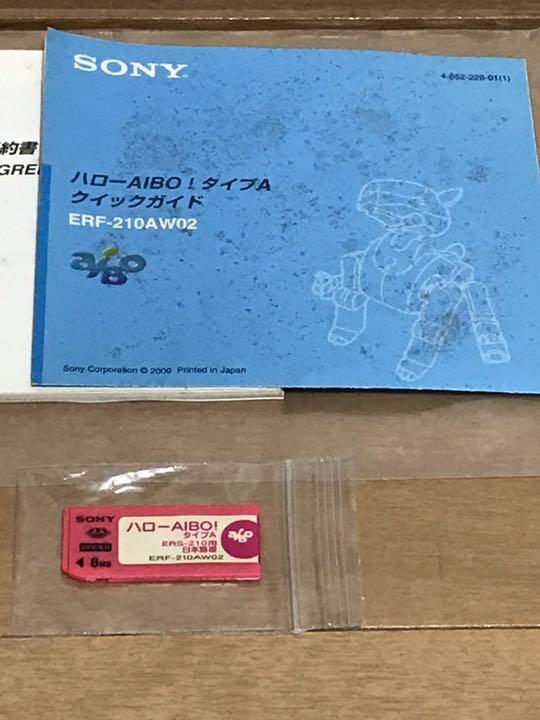 SONY
4-652-228-01(1)
約書
GREE
ハローAIBO！タイプA
クイックガイド
ERF-210AW02
aibo
Sony Corporation © 2000 Printed in Japan
SONY
OPEN-R
8MB
ハローAIBO!
タイプA
ERS-210用
日本語版
ERF-210AW02
aibo